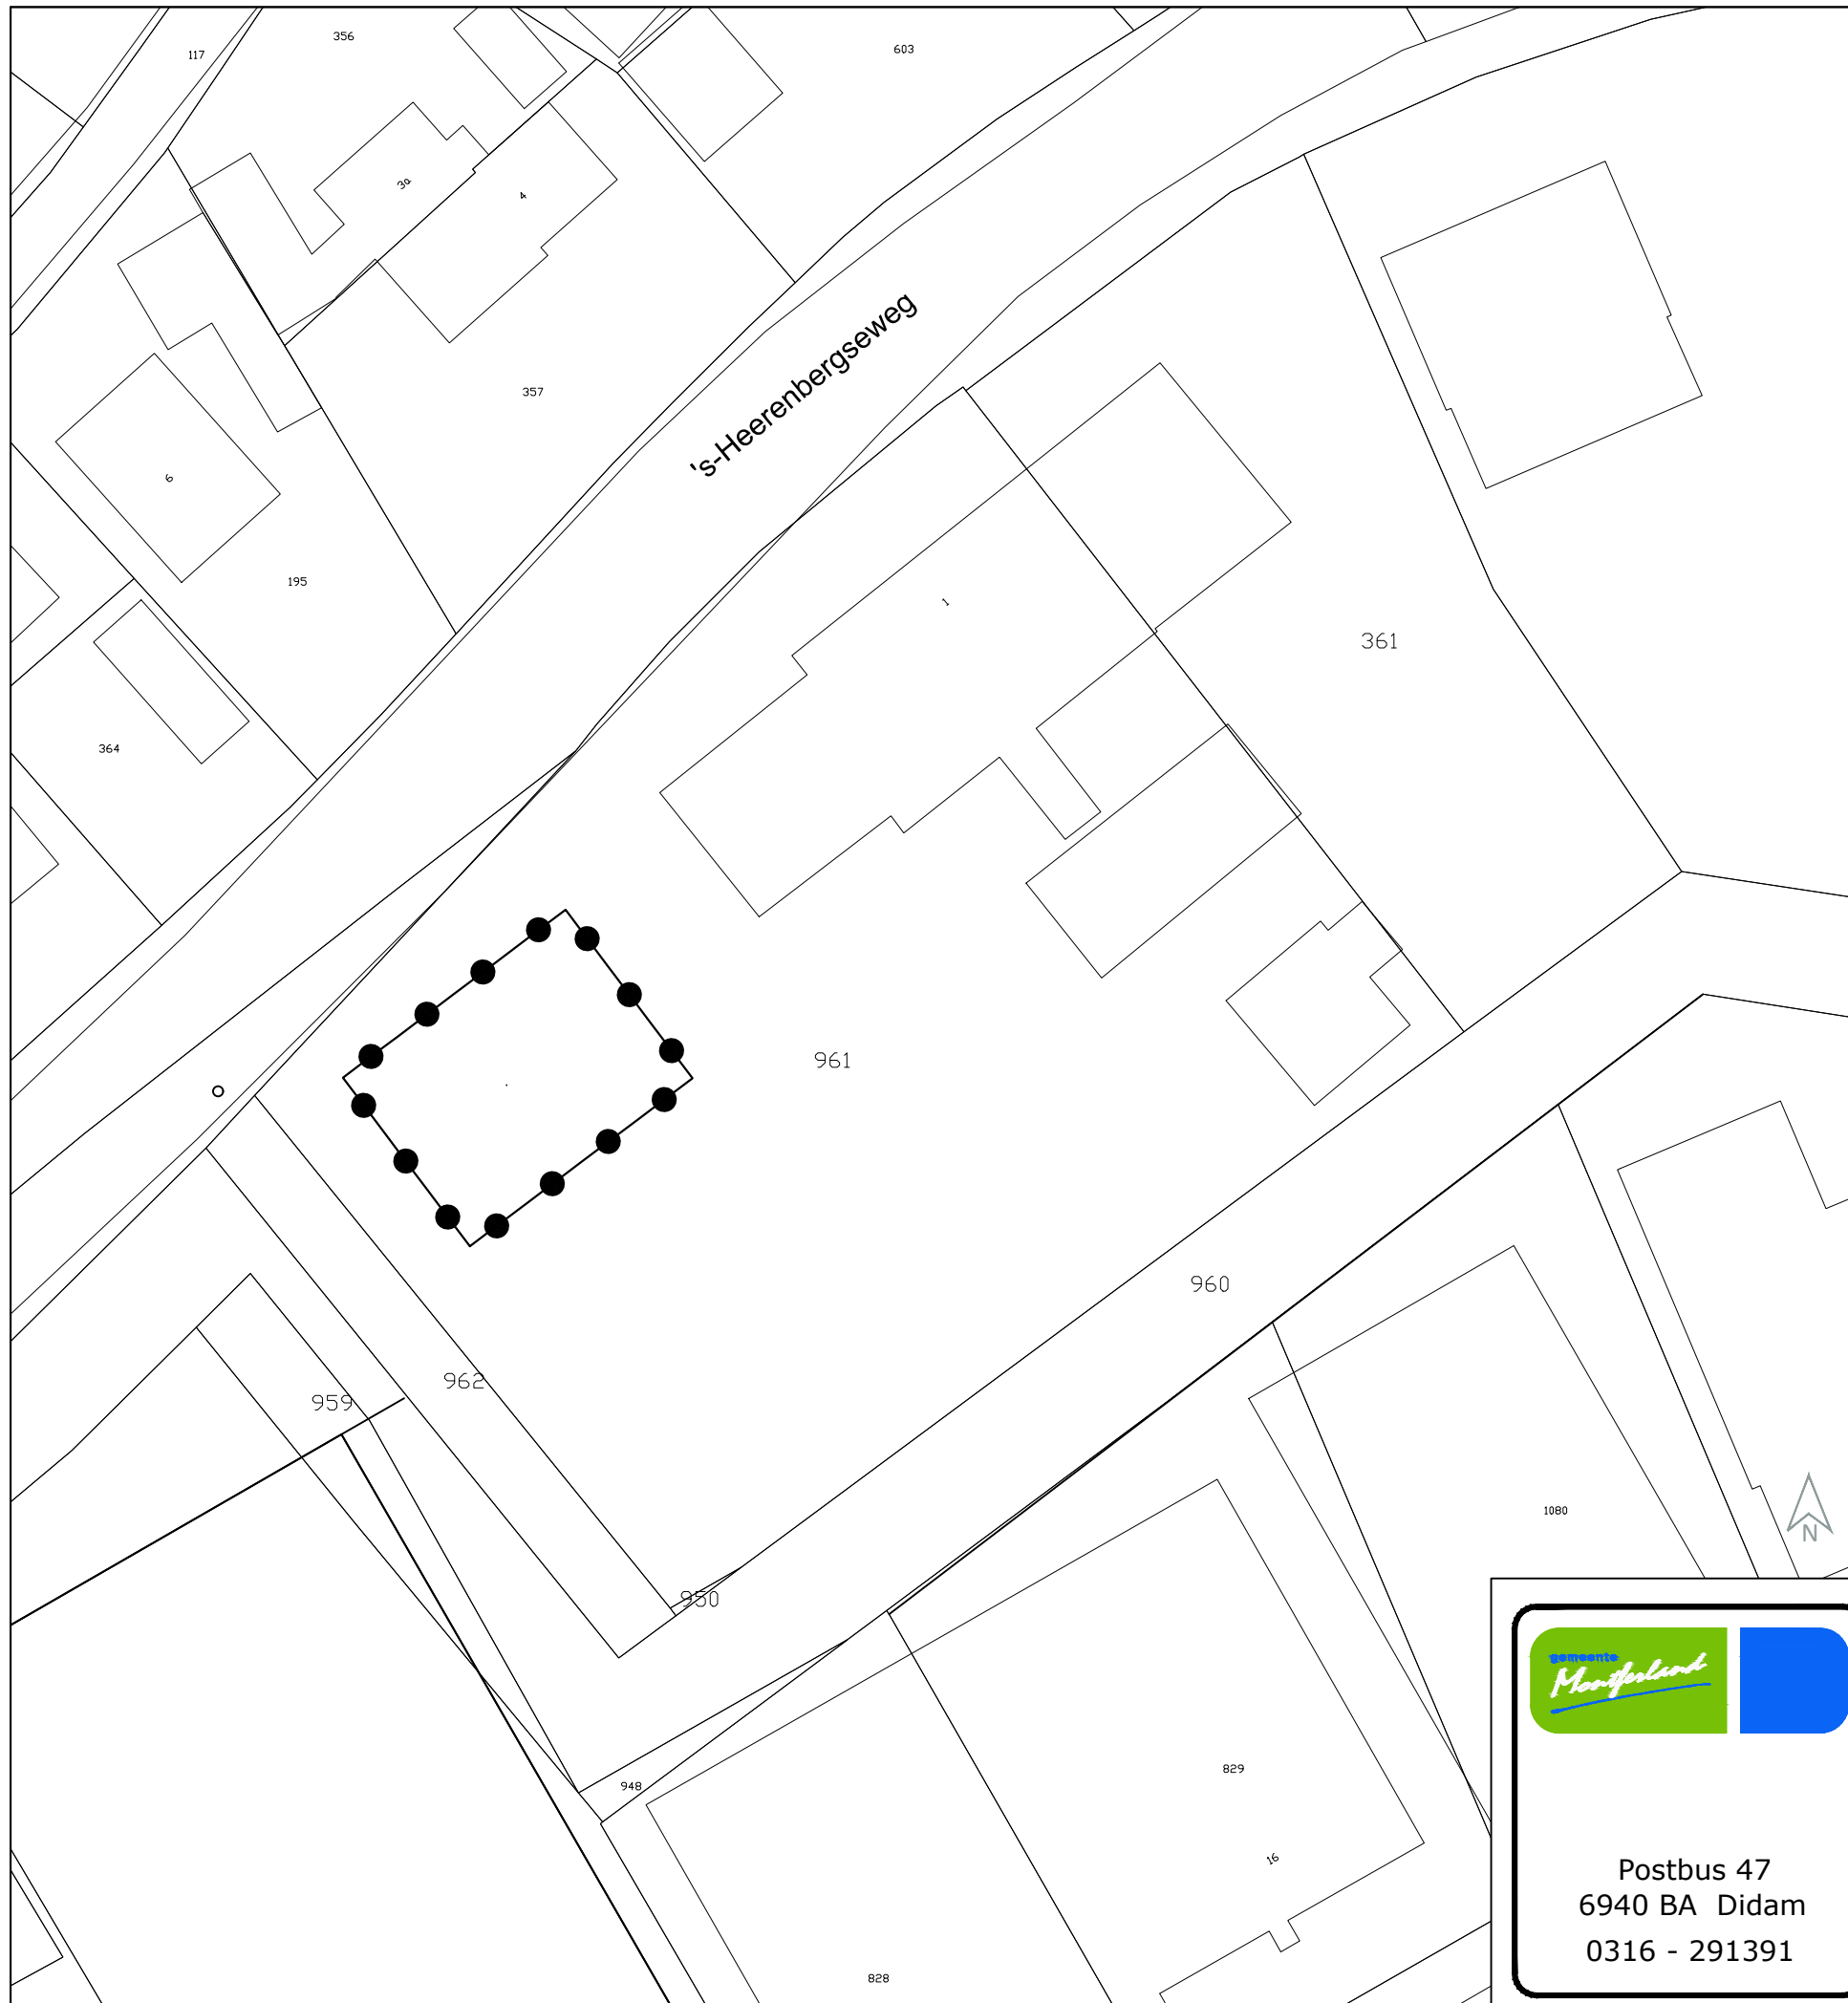 117
356
603
3a
4
's-Heerenbergseweg
357
6
195
1
361
364
961
960
962
959
950
1080
N
948
829
16
828
gemeente
Montferland
Postbus 47
6940 BA Didam
0316 - 291391